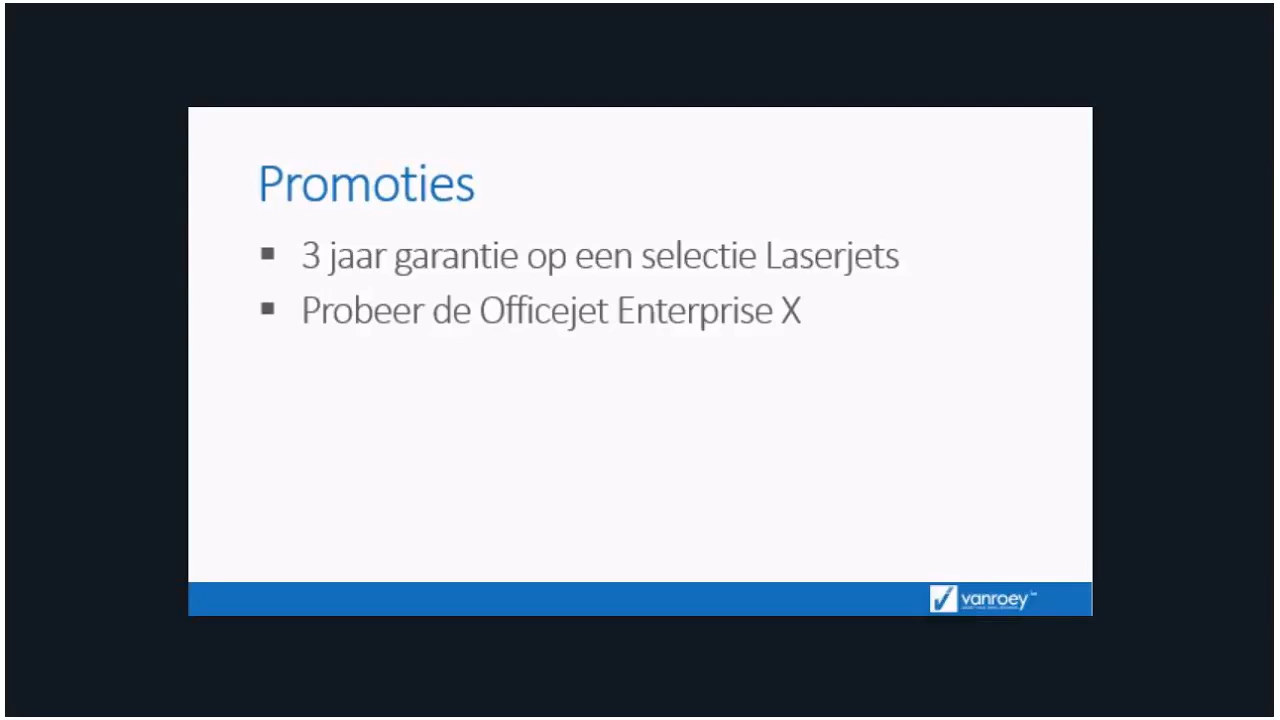 Promoties
▪ 3 jaar garantie op een selectie Laserjets
▪ Probeer de Officejet Enterprise X
vanroey